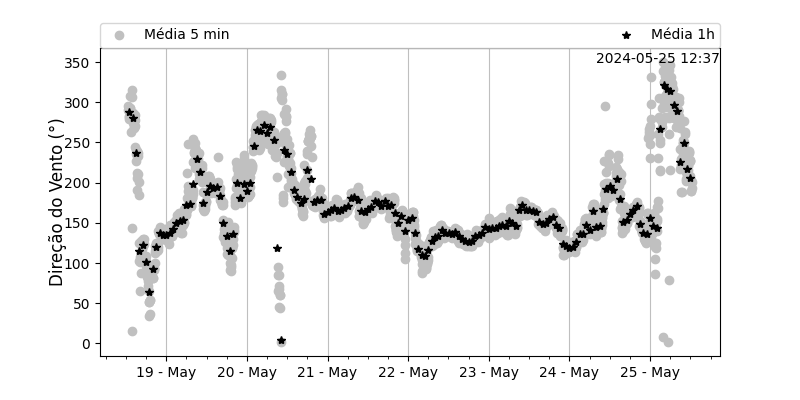 Média 5 min
Média 1h
2024-05-25 12:37
Direção do Vento (°)
350
300
250
200
150
100
50
0
19 - May
20 - May
21 - May
22 - May
23 - May
24 - May
25 - May